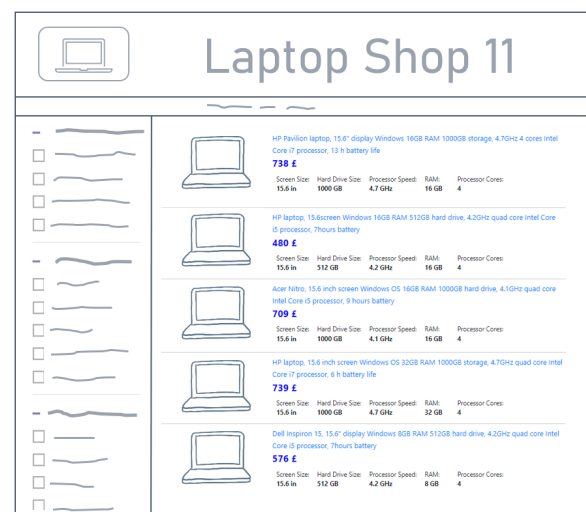 Laptop Shop 11
HP Pavilion laptop, 15.6" display Windows 16GB RAM 1000GB storage, 4.7GHz 4 cores Intel
Core i7 processor, 13 h battery life
738 £
Screen Size: Hard Drive Size: Processor Speed: RAM: Processor Cores:
15.6 in 1000 GB 4.7 GHz 16 GB 4
HP laptop, 15.6screen Windows 16GB RAM 512GB hard drive, 4.2GHz quad core Intel Core
i5 processor, 7hours battery
480 £
Screen Size: Hard Drive Size: Processor Speed: RAM: Processor Cores:
15.6 in 512 GB 4.2 GHz 16 GB 4
Acer Nitro, 15.6 inch screen Windows OS 16GB RAM 1000GB hard drive, 4.1GHz quad core
Intel Core i5 processor, 9 hours battery
709 £
Screen Size: Hard Drive Size: Processor Speed: RAM: Processor Cores:
15.6 in 1000 GB 4.1 GHz 16 GB 4
HP laptop, 15.6 inch screen Windows OS 32GB RAM 1000GB storage, 4.7GHz quad core Intel
Core i7 processor, 6 h battery life
739 £
Screen Size: Hard Drive Size: Processor Speed: RAM: Processor Cores:
15.6 in 1000 GB 4.7 GHz 32 GB 4
Dell Inspiron 15, 15.6" display Windows 8GB RAM 512GB hard drive, 4.2GHz quad core Intel
Core i5 processor, 7hours battery
576 £
Screen Size: Hard Drive Size: Processor Speed: RAM: Processor Cores:
15.6 in 512 GB 4.2 GHz 8 GB 4